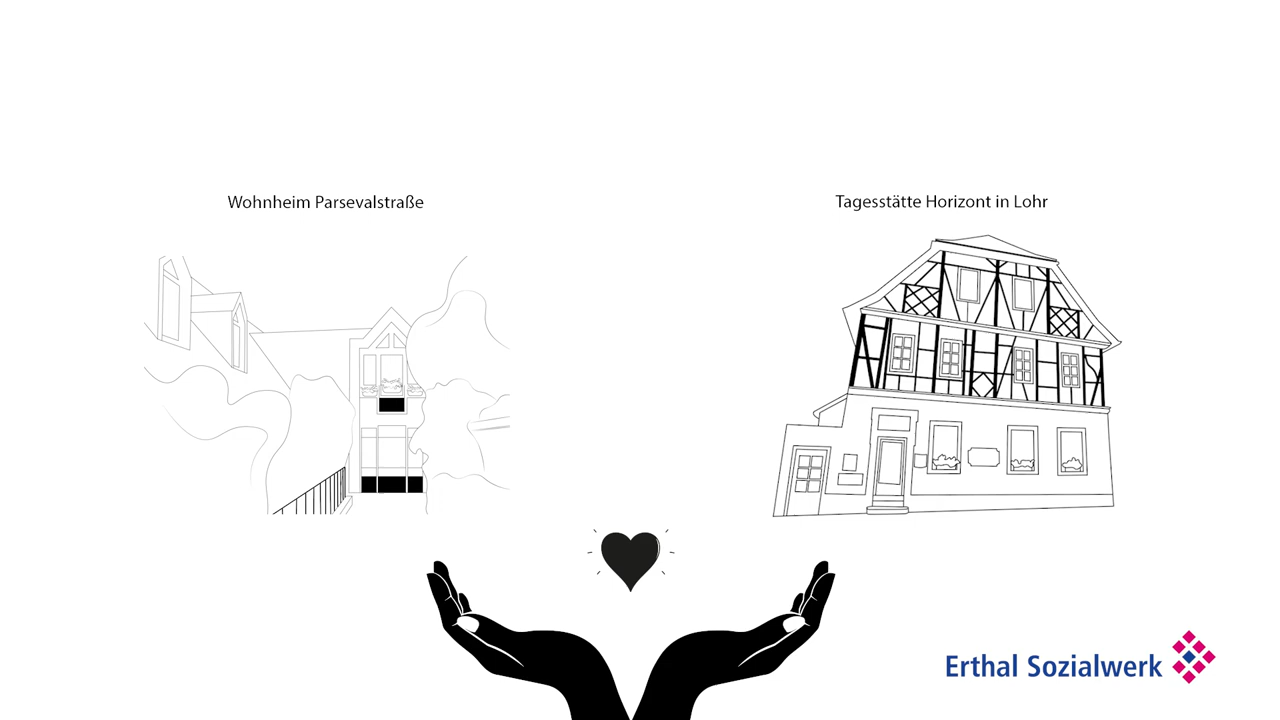 Wohnheim Parsevalstraße
Tagesstätte Horizont in Lohr
Erthal Sozialwerk